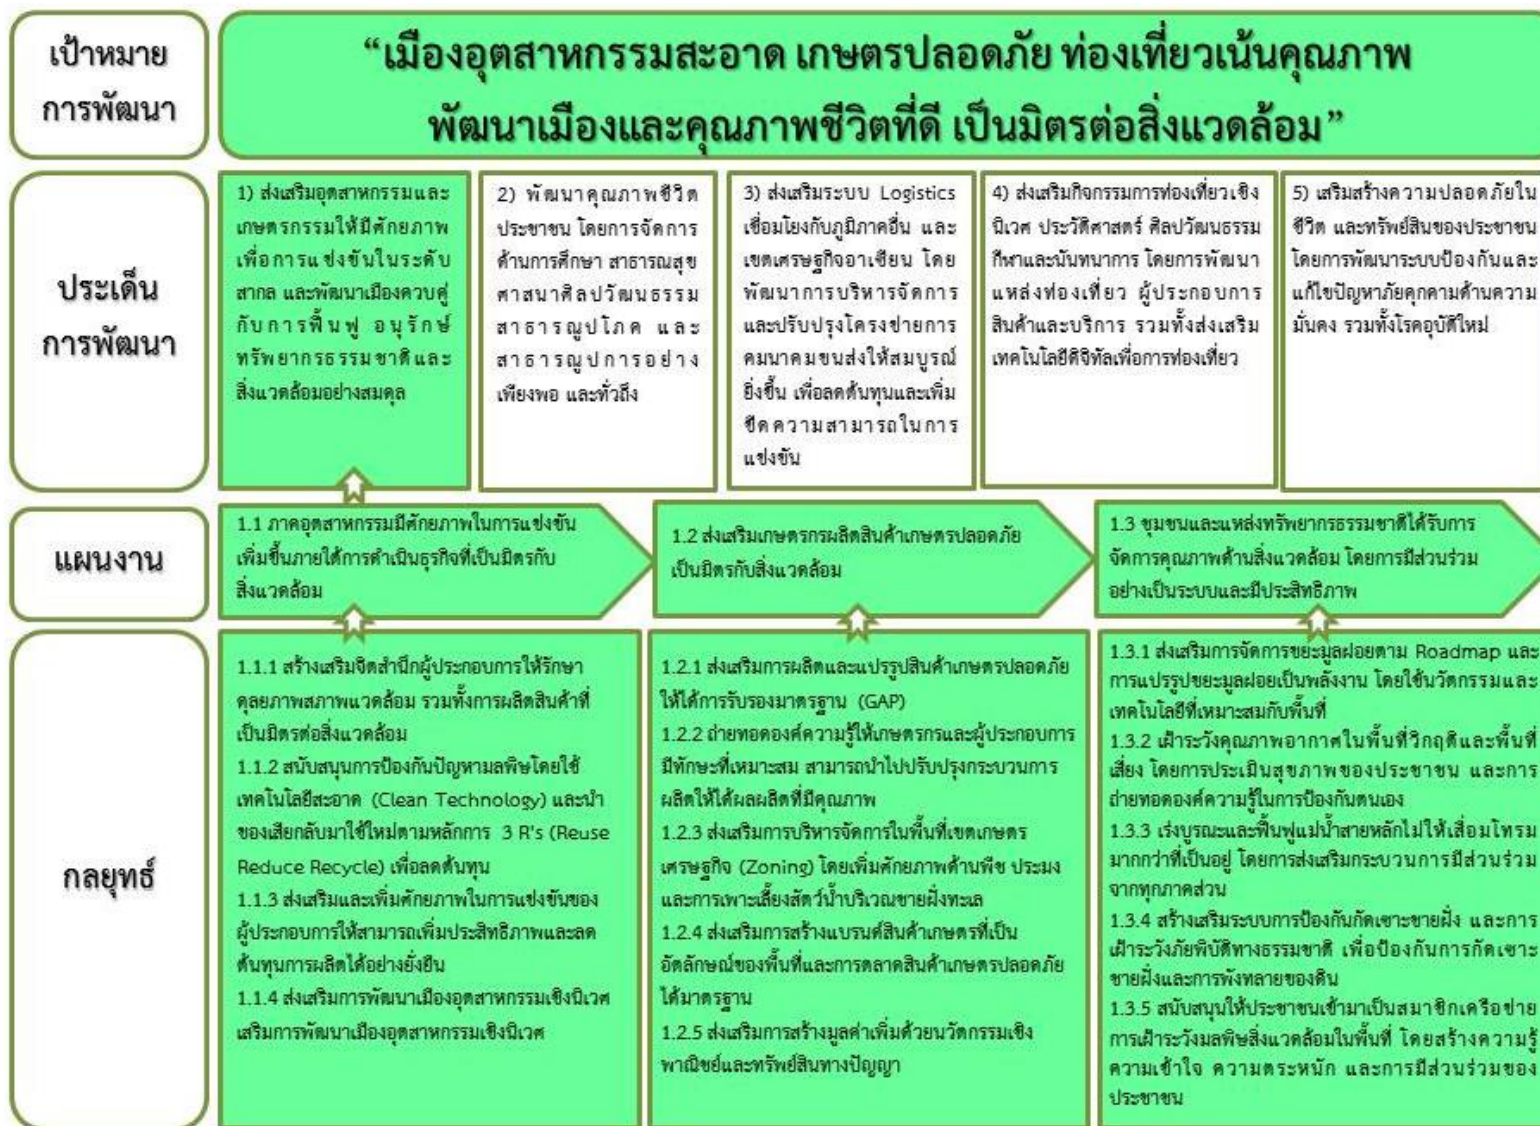 เป้าหมาย
การพัฒนา
“เมืองอุตสาหกรรมสะอาด เกษตรปลอดภัย ท่องเที่ยวเน้นคุณภาพ
พัฒนาเมืองและคุณภาพชีวิตที่ดี เป็นมิตรต่อสิ่งแวดล้อม”
ประเด็น
การพัฒนา
1) ส่งเสริมอุตสาหกรรมและ
เกษตรกรรมให้มีศักยภาพ
เพื่อการแข่งขันในระดับ
สากล และพัฒนาเมืองควบคู่
กับการฟื้นฟู อนุรักษ์
ทรัพยากรธรรมชาติและ
สิ่งแวดล้อมอย่างสมดุล
2) พัฒนาคุณภาพชีวิต
ประชาชน โดยการจัดการ
ด้านการศึกษา สาธารณสุข
ศาสนาศิลปวัฒนธรรม
สาธารณูปโภค และ
สาธารณูปการอย่าง
เพียงพอ และทั่วถึง
3) ส่งเสริมระบบ Logistics
เชื่อมโยงกับภูมิภาคอื่น และ
เขตเศรษฐกิจอาเซียน โดย
พัฒนาการบริหารจัดการ
และปรับปรุงโครงข่ายการ
คมนาคมขนส่งให้สมบูรณ์
ยิ่งขึ้น เพื่อลดต้นทุนและเพิ่ม
ขีดความสามารถในการ
แข่งขัน
4) ส่งเสริมกิจกรรมการท่องเที่ยวเชิง
นิเวศ ประวัติศาสตร์ ศิลปวัฒนธรรม
กีฬาและนันทนาการ โดยการพัฒนา
แหล่งท่องเที่ยว ผู้ประกอบการ
สินค้าและบริการ รวมทั้งส่งเสริม
เทคโนโลยีดิจิทัลเพื่อการท่องเที่ยว
5) เสริมสร้างความปลอดภัยใน
ชีวิต และทรัพย์สินของประชาชน
โดยการพัฒนาระบบป้องกันและ
แก้ไขปัญหาภัยคุกคามด้านความ
มั่นคง รวมทั้งโรคอุบัติใหม่
แผนงาน
1.1 ภาคอุตสาหกรรมมีศักยภาพในการแข่งขัน
เพิ่มขึ้นภายใต้การดำเนินธุรกิจที่เป็นมิตรกับ
สิ่งแวดล้อม
1.2 ส่งเสริมเกษตรกรผลิตสินค้าเกษตรปลอดภัย
เป็นมิตรกับสิ่งแวดล้อม
1.3 ชุมชนและแหล่งทรัพยากรธรรมชาติได้รับการ
จัดการคุณภาพด้านสิ่งแวดล้อม โดยการมีส่วนร่วม
อย่างเป็นระบบและมีประสิทธิภาพ
กลยุทธ์
1.1.1 สร้างเสริมจิตสำนึกผู้ประกอบการให้รักษา
ดุลยภาพสภาพแวดล้อม รวมทั้งการผลิตสินค้าที่
เป็นมิตรต่อสิ่งแวดล้อม
1.1.2 สนับสนุนการป้องกันปัญหามลพิษโดยใช้
เทคโนโลยีสะอาด (Clean Technology) และนำ
ของเสียกลับมาใช้ใหม่ตามหลักการ 3 R's (Reuse
Reduce Recycle) เพื่อลดต้นทุน
1.1.3 ส่งเสริมและเพิ่มศักยภาพในการแข่งขันของ
ผู้ประกอบการให้สามารถเพิ่มประสิทธิภาพและลด
ต้นทุนการผลิตได้อย่างยั่งยืน
1.1.4 ส่งเสริมการพัฒนาเมืองอุตสาหกรรมเชิงนิเวศ
เสริมการพัฒนาเมืองอุตสาหกรรมเชิงนิเวศ
1.2.1 ส่งเสริมการผลิตและแปรรูปสินค้าเกษตรปลอดภัย
ให้ได้การรับรองมาตรฐาน (GAP)
1.2.2 ถ่ายทอดองค์ความรู้ให้เกษตรกรและผู้ประกอบการ
มีทักษะที่เหมาะสม สามารถนำไปปรับปรุงกระบวนการ
ผลิตให้ได้ผลผลิตที่มีคุณภาพ
1.2.3 ส่งเสริมการบริหารจัดการในพื้นที่เขตเกษตร
เศรษฐกิจ (Zoning) โดยเพิ่มศักยภาพด้านพืช ประมง
และการเพาะเลี้ยงสัตว์น้ำบริเวณชายฝั่งทะเล
1.2.4 ส่งเสริมการสร้างแบรนด์สินค้าเกษตรที่เป็น
อัตลักษณ์ของพื้นที่และการตลาดสินค้าเกษตรปลอดภัย
ได้มาตรฐาน
1.2.5 ส่งเสริมการสร้างมูลค่าเพิ่มด้วยนวัตกรรมเชิง
พาณิชย์และทรัพย์สินทางปัญญา
1.3.1 ส่งเสริมการจัดการขยะมูลฝอยตาม Roadmap และ
การแปรรูปขยะมูลฝอยเป็นพลังงาน โดยใช้นวัตกรรมและ
เทคโนโลยีที่เหมาะสมกับพื้นที่
1.3.2 เฝ้าระวังคุณภาพอากาศในพื้นที่วิกฤติและพื้นที่
เสี่ยง โดยการประเมินสุขภาพของประชาชน และการ
ถ่ายทอดองค์ความรู้ในการป้องกันตนเอง
1.3.3 เร่งบูรณะและฟื้นฟูแม่น้ำสายหลักไม่ให้เสื่อมโทรม
มากกว่าที่เป็นอยู่ โดยการส่งเสริมกระบวนการมีส่วนร่วม
จากทุกภาคส่วน
1.3.4 สร้างเสริมระบบการป้องกันกัดเซาะชายฝั่ง และการ
เฝ้าระวังภัยพิบัติทางธรรมชาติ เพื่อป้องกันการกัดเซาะ
ชายฝั่งและการพังทลายของดิน
1.3.5 สนับสนุนให้ประชาชนเข้ามาเป็นสมาชิกเครือข่าย
การเฝ้าระวังมลพิษสิ่งแวดล้อมในพื้นที่ โดยสร้างความรู้
ความเข้าใจ ความตระหนัก และการมีส่วนร่วมของ
ประชาชน